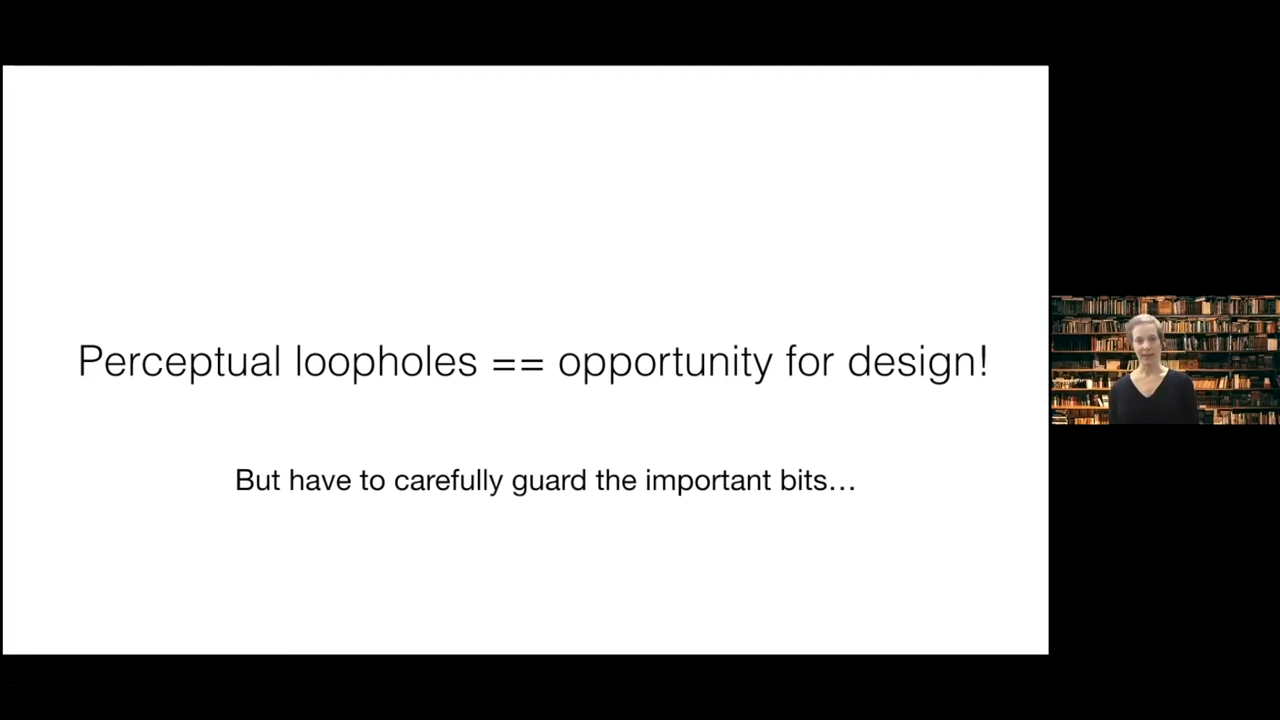 Perceptual loopholes == opportunity for design!
But have to carefully guard the important bits…